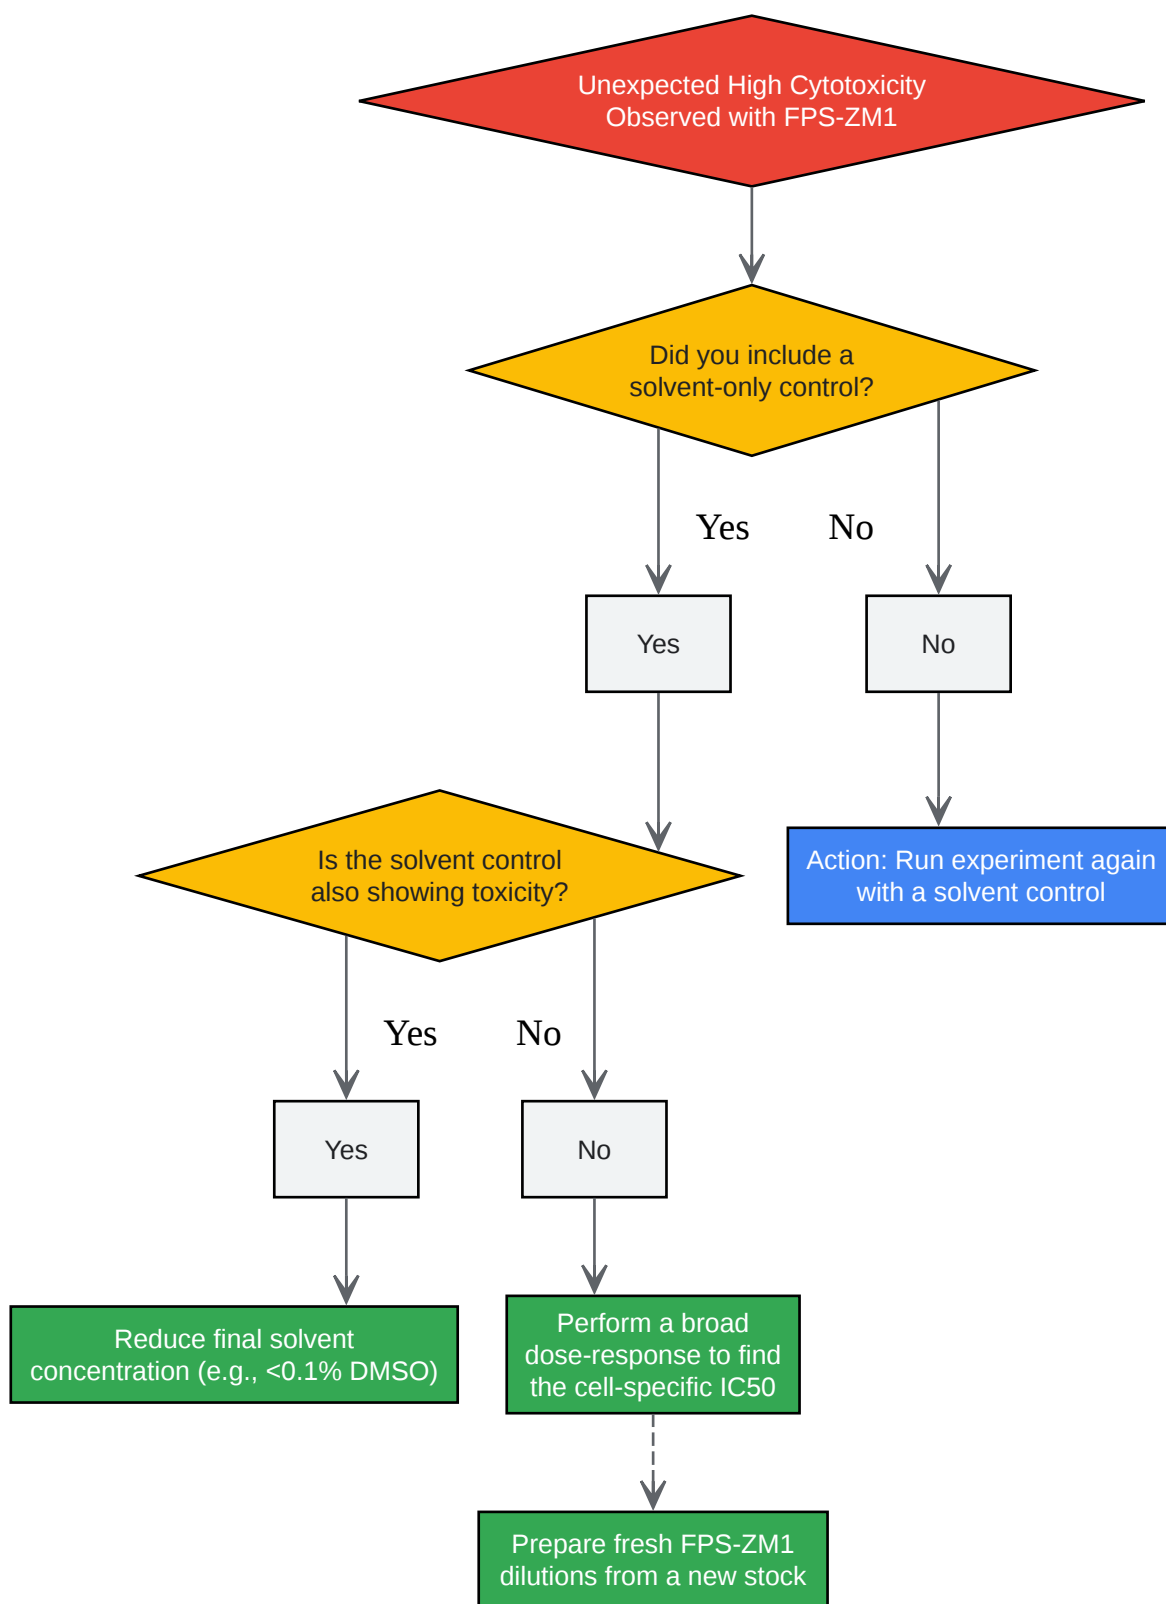 Unexpected High Cytotoxicity
Observed with FPS-ZM1
Did you include a
solvent-only control?
Yes
No
Yes
No
Is the solvent control
also showing toxicity?
Action: Run experiment again
with a solvent control
Yes
No
Yes
No
Reduce final solvent
concentration (e.g., <0.1% DMSO)
Perform a broad
dose-response to find
the cell-specific IC50
Prepare fresh FPS-ZM1
dilutions from a new stock